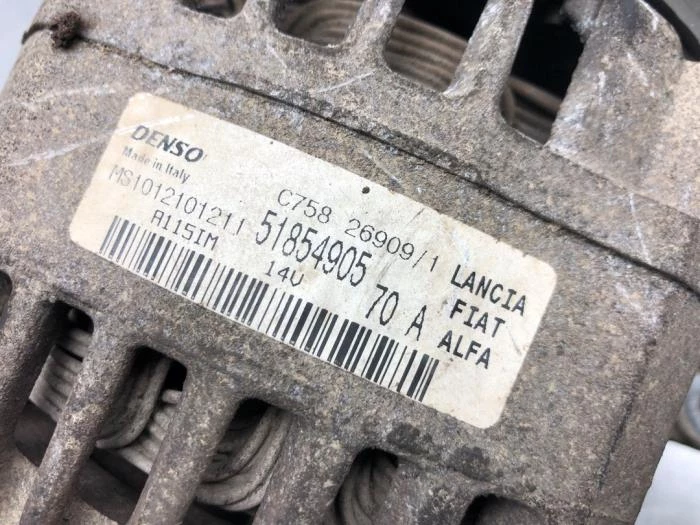 DENSO
Made in Italy
MS1012101211
C758 26909/1
A115IM
51854905
14V
70 A
LANCIA
FIAT
ALFA